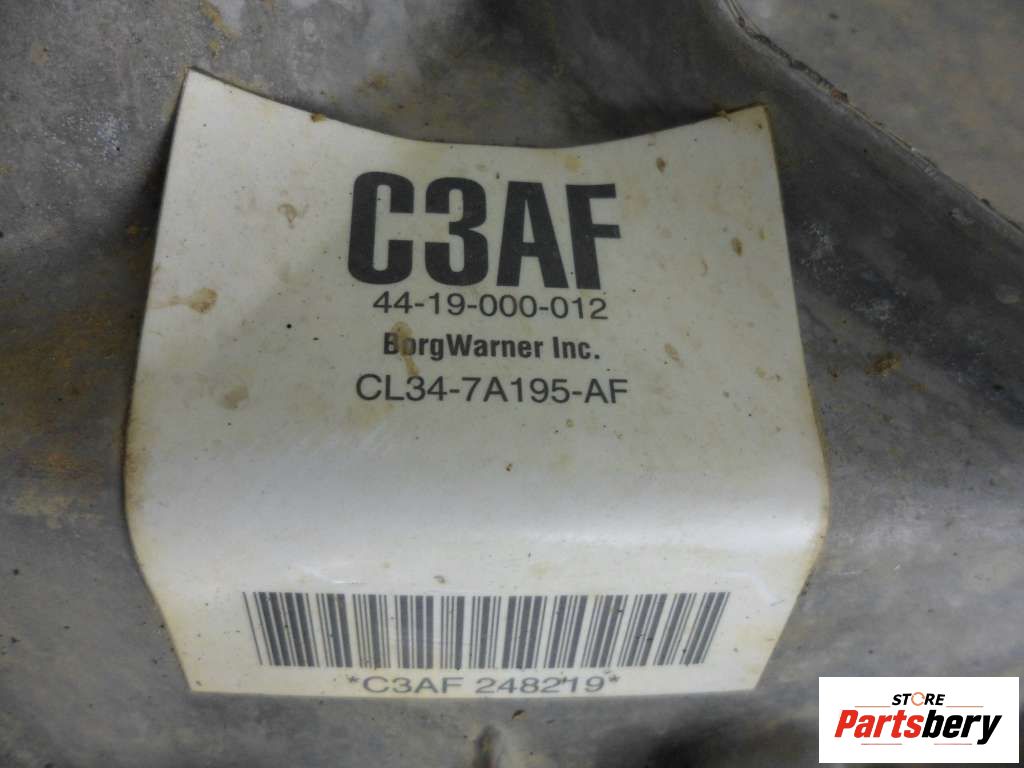 C3AF
44-19-000-012
BorgWarner Inc.
CL34-7A195-AF
*C3AF 248219*
STORE
Partsbery